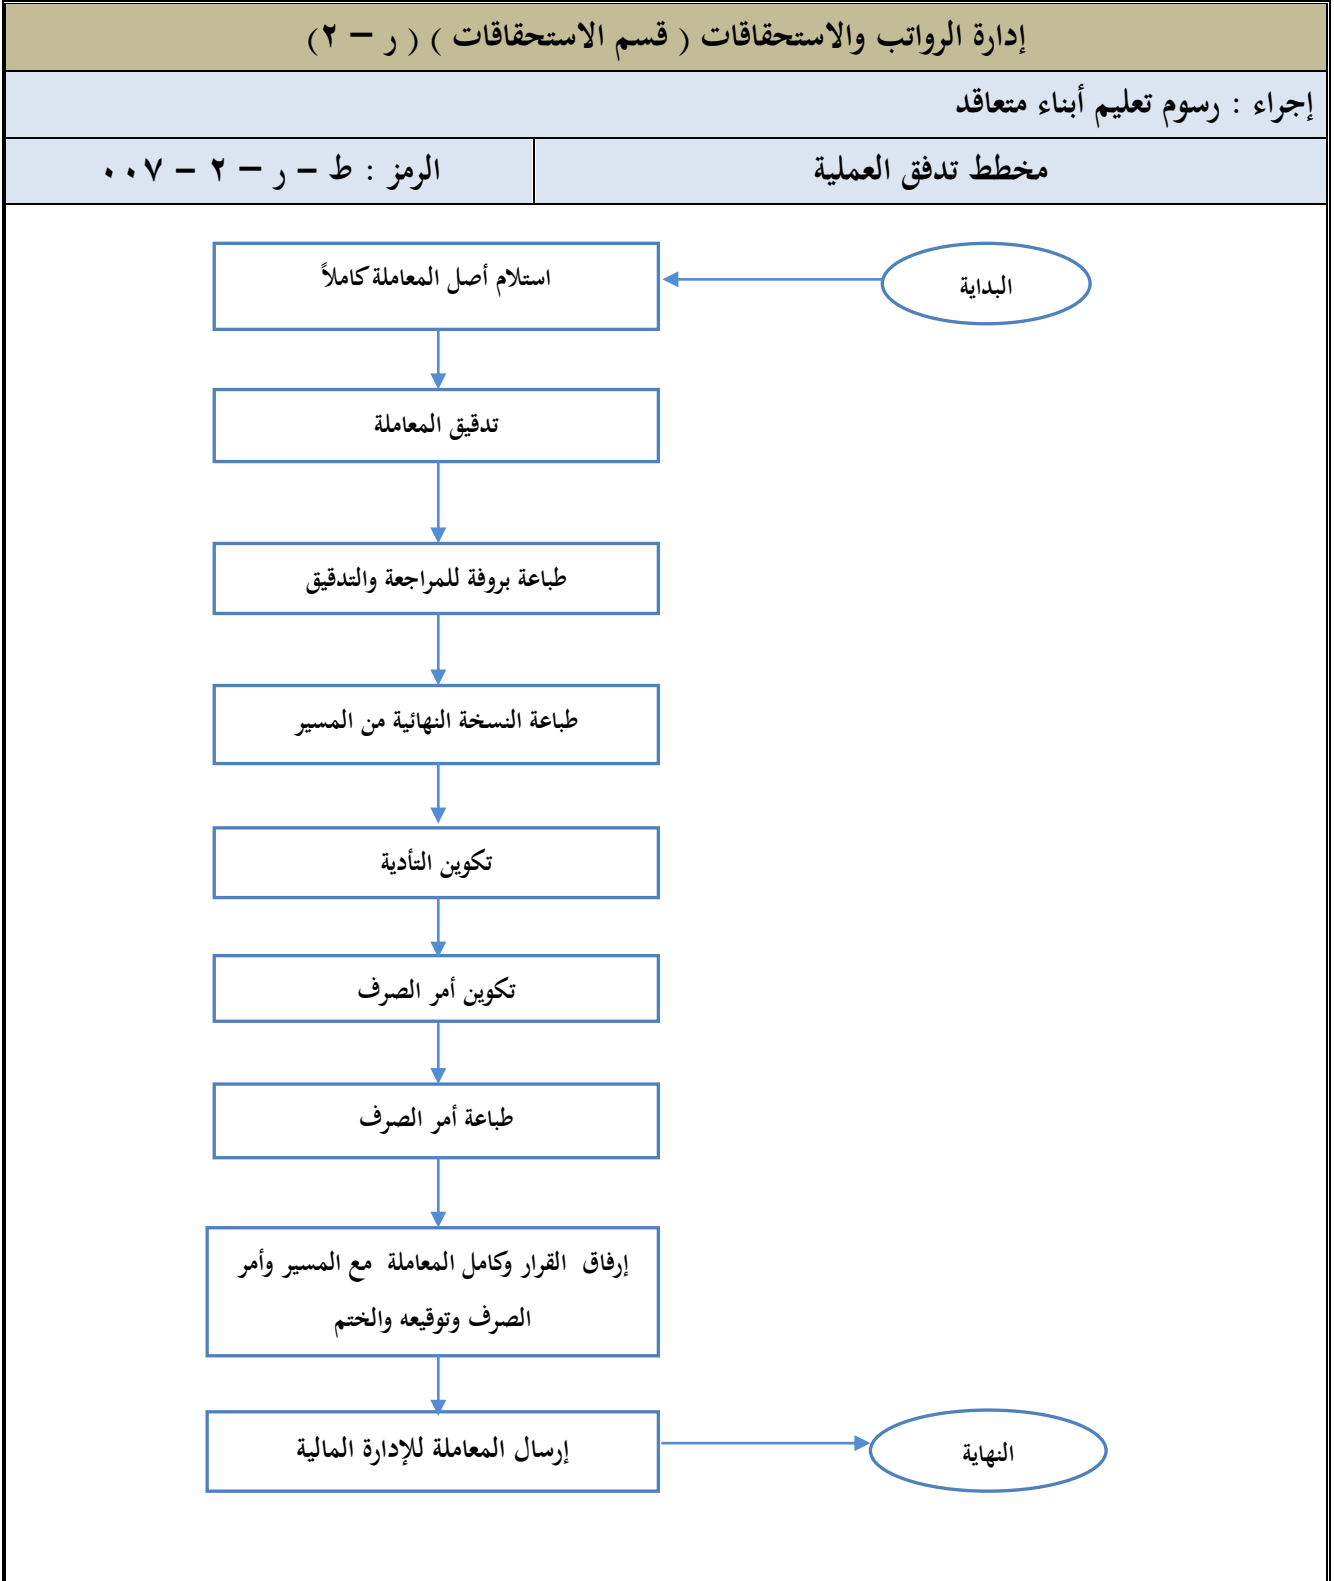 إدارة الرواتب والاستحقاقات ( قسم الاستحقاقات ) ( ر – ٢)
إجراء : رسوم تعليم أبناء متعاقد
مخطط تدفق العملية
الرمز : ط – ر – ٢ – ٠٠٧
البداية
استلام أصل المعاملة كاملاً
تدقيق المعاملة
طباعة بروفة للمراجعة والتدقيق
طباعة النسخة النهائية من المسير
تكوين التأدية
تكوين أمر الصرف
طباعة أمر الصرف
إرفاق القرار وكامل المعاملة مع المسير وأمر
الصرف وتوقيعه والختم
إرسال المعاملة للإدارة المالية
النهاية